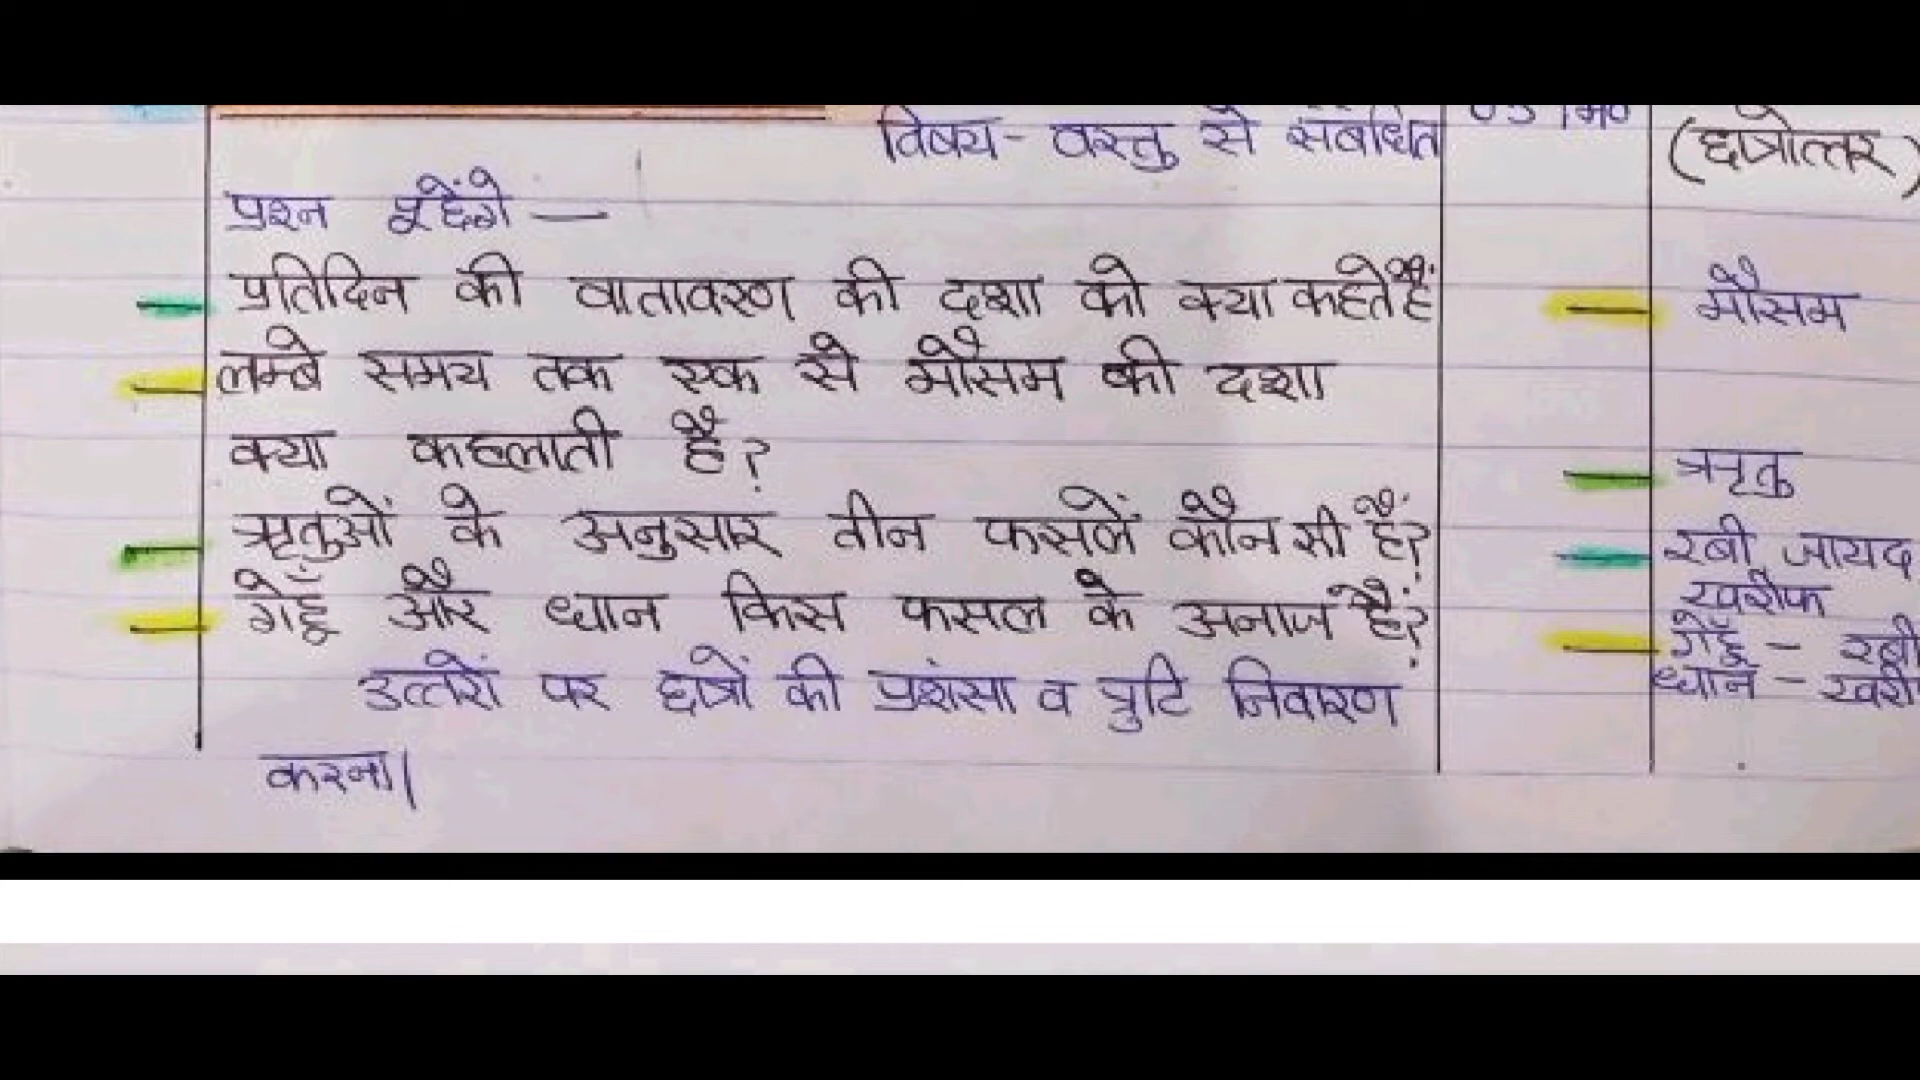 विषय-वस्तु से संबंधित
(छात्रोत्तर)
प्रश्न पूछेंगे —
प्रतिदिन की वातावरण की दशा को क्या कहते हैं
— मौसम
लम्बे समय तक एक से मौसम की दशा
क्या कहलाती है?
— ऋतु
ऋतुओं के अनुसार तीन फसलें कौन सी हैं?
— रबी, जायद
खरीफ
गेहूँ और धान किस फसल के अनाज हैं?
— गेहूँ - रबी
धान -
उत्तरों पर छात्रों की प्रशंसा व त्रुटि निवारण
करना।